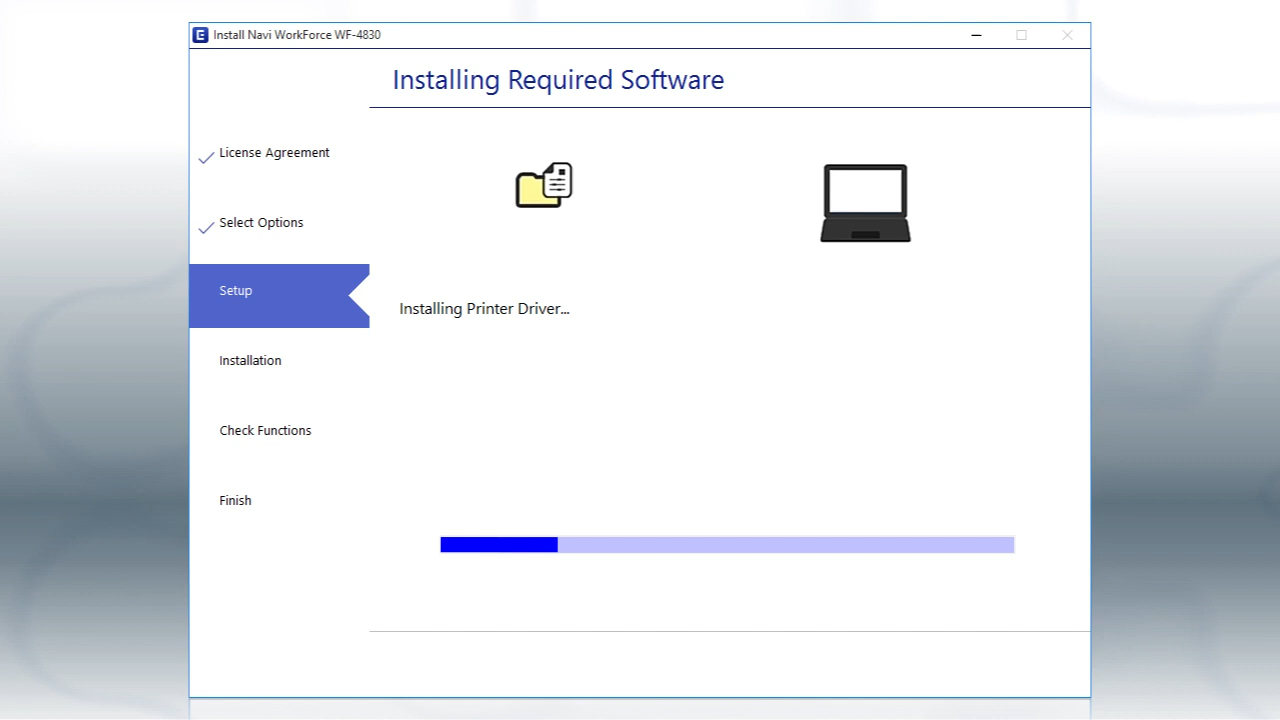 Install Navi WorkForce WF-4830
Installing Required Software
License Agreement
Select Options
Setup
Installing Printer Driver...
Installation
Check Functions
Finish